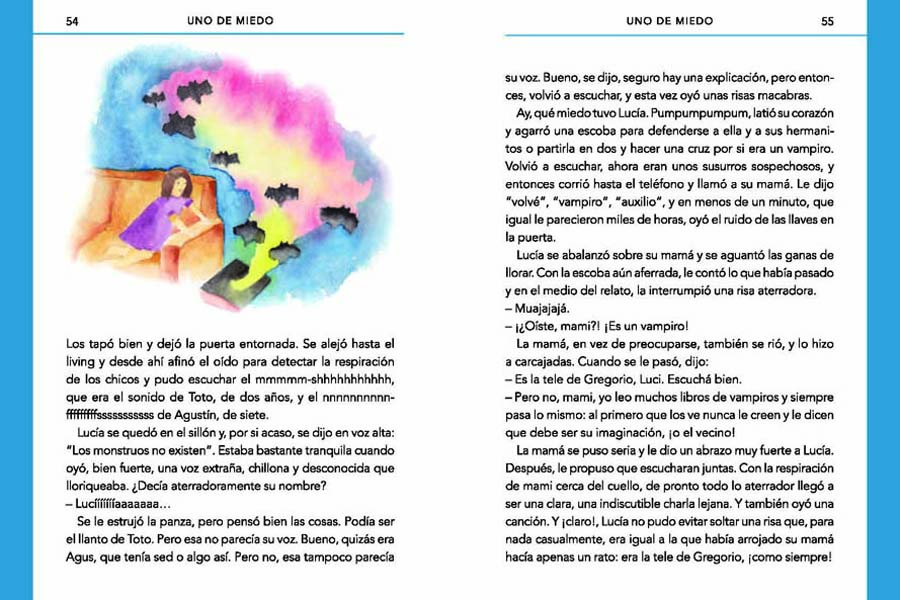 54
UNO DE MIEDO
Los tapó bien y dejó la puerta entornada. Se alejó hasta el
living y desde ahí afinó el oído para detectar la respiración
de los chicos y pudo escuchar el mmmmm-shhhhhhhhhhh,
que era el sonido de Toto, de dos años, y el nnnnnnnnnn-
fffffffffsssssssssss de Agustín, de siete.
Lucía se quedó en el sillón y, por si acaso, se dijo en voz alta:
“Los monstruos no existen”. Estaba bastante tranquila cuando
oyó, bien fuerte, una voz extraña, chillona y desconocida que
lloriqueaba. ¿Decía aterradoramente su nombre?
– Lucííííííííaaaaaaa…
Se le estrujó la panza, pero pensó bien las cosas. Podía ser
el llanto de Toto. Pero esa no parecía su voz. Bueno, quizás era
Agus, que tenía sed o algo así. Pero no, esa tampoco parecía
UNO DE MIEDO
55
su voz. Bueno, se dijo, seguro hay una explicación, pero enton-
ces, volvió a escuchar, y esta vez oyó unas risas macabras.
Ay, qué miedo tuvo Lucía. Pumpumpumpum, latió su corazón
y agarró una escoba para defenderse a ella y a sus hermani-
tos o partirla en dos y hacer una cruz por si era un vampiro.
Volvió a escuchar, ahora eran unos susurros sospechosos, y
entonces corrió hasta el teléfono y llamó a su mamá. Le dijo
“volvé”, “vampiro”, “auxilio”, y en menos de un minuto, que
igual le parecieron miles de horas, oyó el ruido de las llaves en
la puerta.
Lucía se abalanzó sobre su mamá y se aguantó las ganas de
llorar. Con la escoba aún aferrada, le contó lo que había pasado
y en el medio del relato, la interrumpió una risa aterradora.
– Muajajajá.
– ¡¿Oíste, mami?! ¡Es un vampiro!
La mamá, en vez de preocuparse, también se rió, y lo hizo
a carcajadas. Cuando se le pasó, dijo:
– Es la tele de Gregorio, Luci. Escuchá bien.
– Pero no, mami, yo leo muchos libros de vampiros y siempre
pasa lo mismo: al primero que los ve nunca le creen y le dicen
que debe ser su imaginación, ¡o el vecino!
La mamá se puso seria y le dio un abrazo muy fuerte a Lucía.
Después, le propuso que escucharan juntas. Con la respiración
de mami cerca del cuello, de pronto todo lo aterrador llegó a
ser una clara, una indiscutible charla lejana. Y también oyó una
canción. Y ¡claro!, Lucía no pudo evitar soltar una risa que, para
nada casualmente, era igual a la que había arrojado su mamá
hacía apenas un rato: era la tele de Gregorio, ¡como siempre!